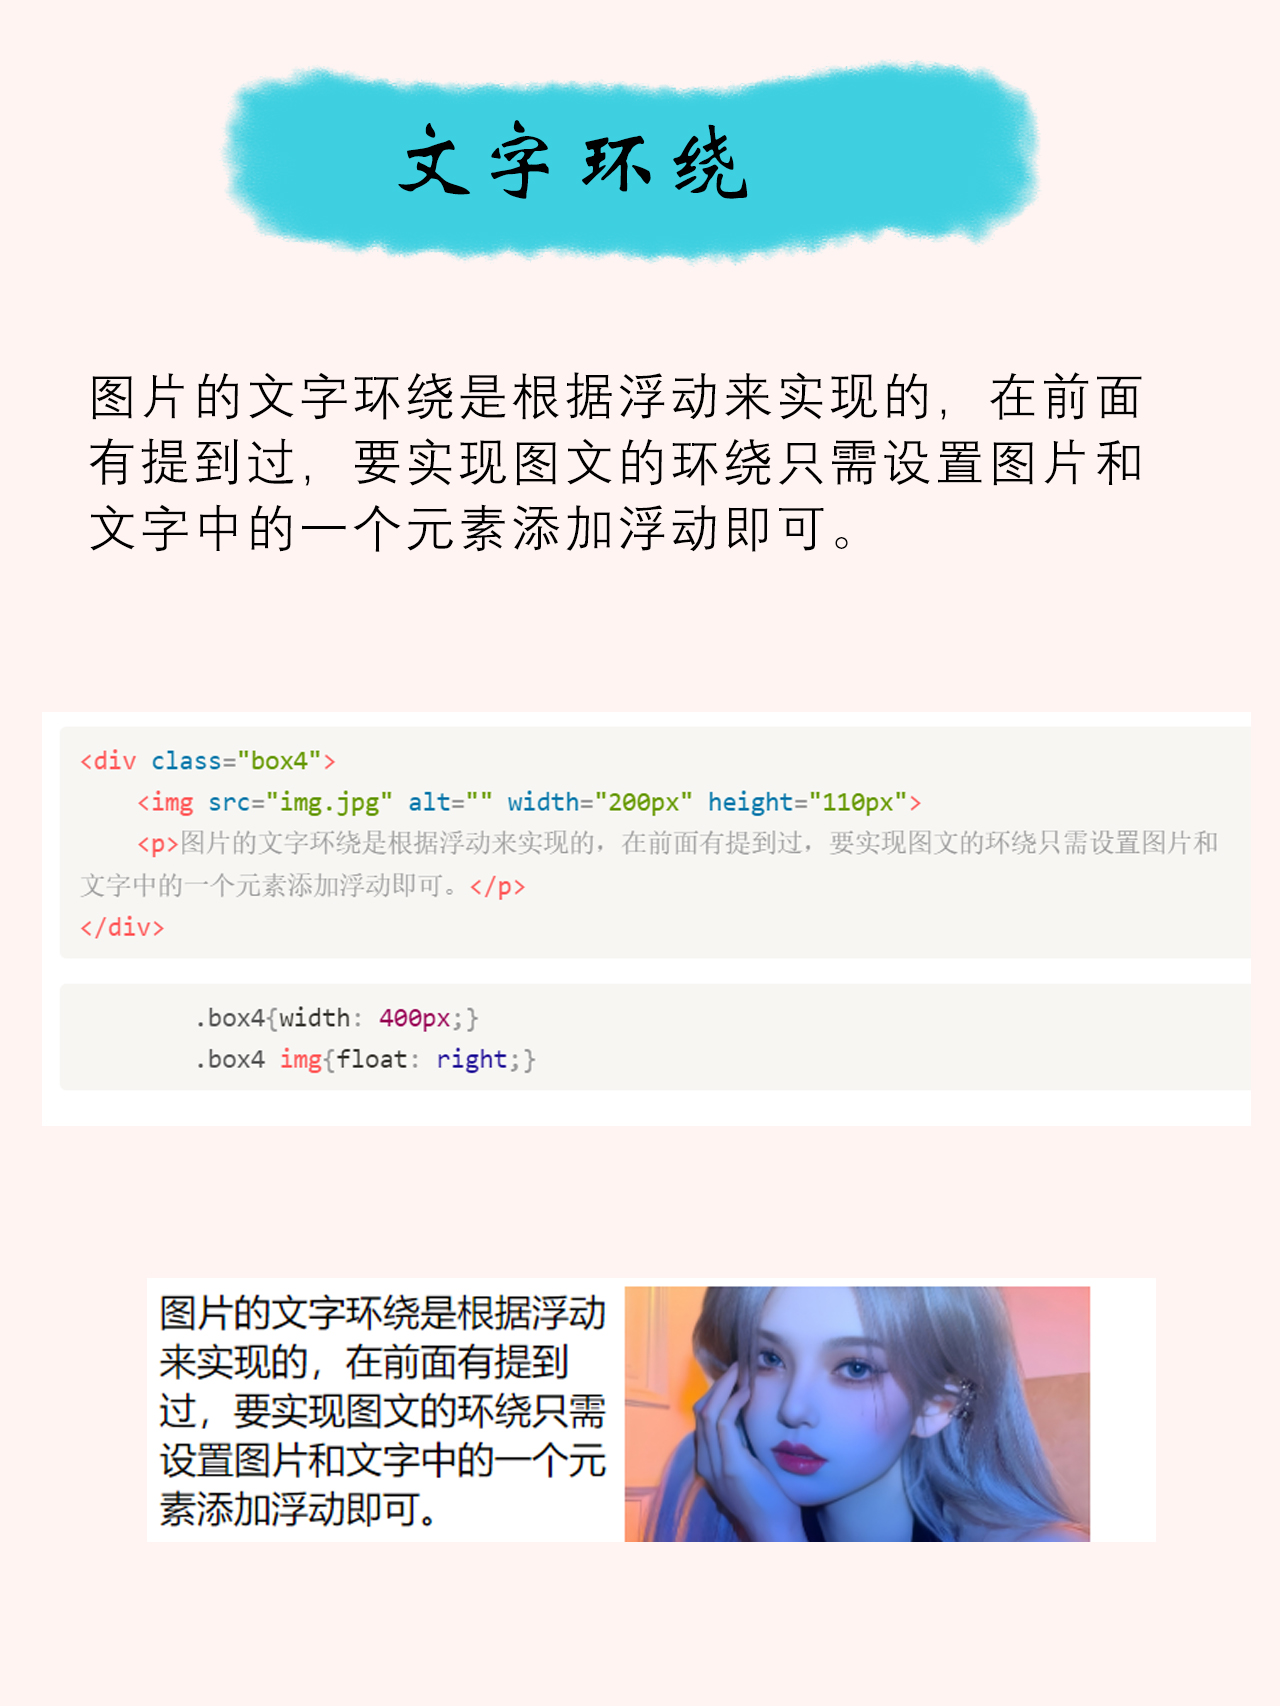 文字环绕
图片的文字环绕是根据浮动来实现的，在前面
有提到过，要实现图文的环绕只需设置图片和
文字中的一个元素添加浮动即可。
<div class="box4">
    <img src="img.jpg" alt="" width="200px" height="110px">
    <p>图片的文字环绕是根据浮动来实现的，在前面有提到过，要实现图文的环绕只需设置图片和
文字中的一个元素添加浮动即可。</p>
</div>
        .box4{width: 400px;}
        .box4 img{float: right;}
图片的文字环绕是根据浮动
来实现的，在前面有提到
过，要实现图文的环绕只需
设置图片和文字中的一个元
素添加浮动即可。